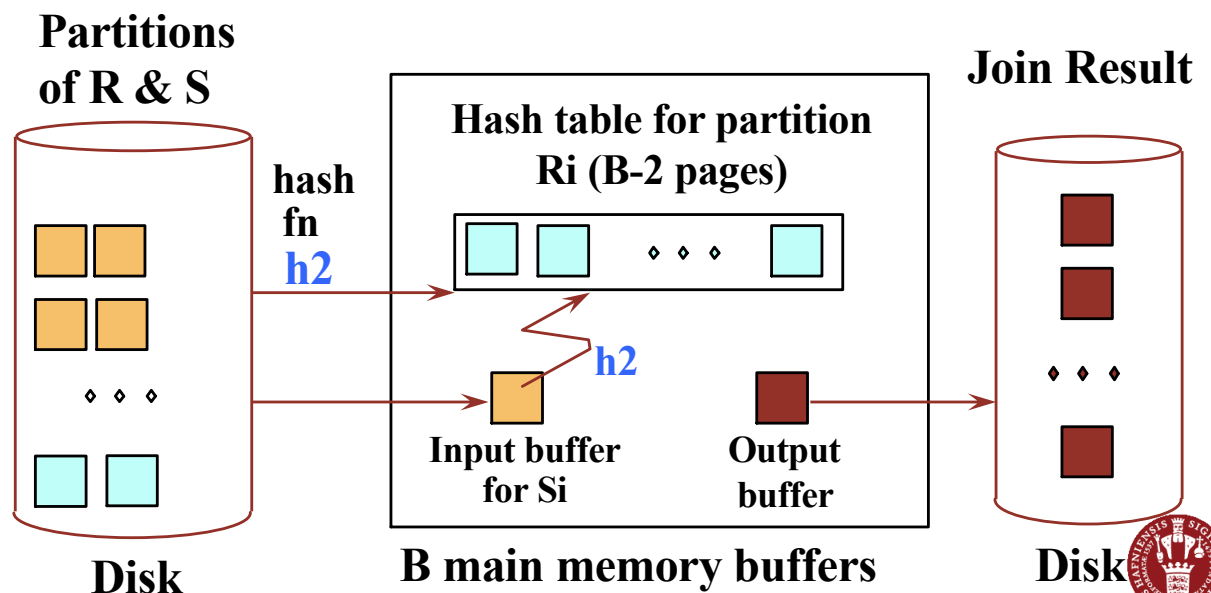 Partitions
of R & S
hash
fn
h2
Hash table for partition
Ri (B-2 pages)
h2
Input buffer
for Si
Output
buffer
Join Result
Disk
B main memory buffers
Disk